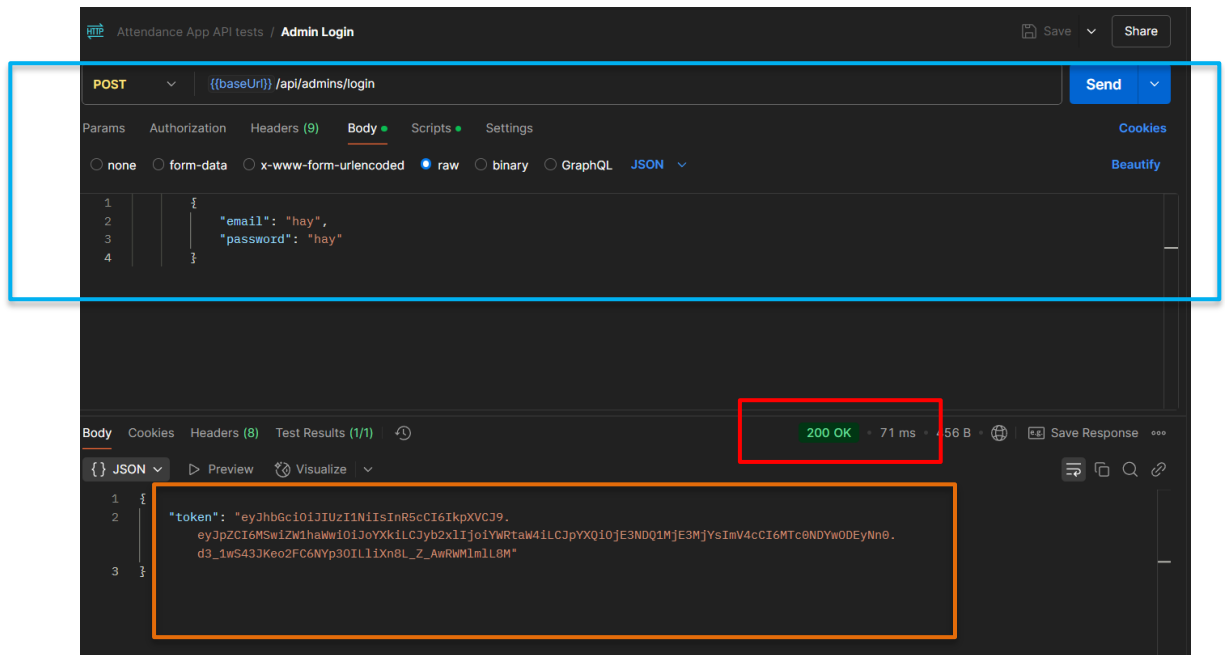 HTTP Attendance App API tests / Admin Login Save Share
POST {{baseUrl}} /api/admins/login Send
Params Authorization Headers (9) Body Scripts Settings Cookies
none form-data x-www-form-urlencoded raw binary GraphQL JSON Beautify
1 {
2 "email": "hay",
3 "password": "hay"
4 }
Body Cookies Headers (8) Test Results (1/1) 200 OK • 71 ms • 456 B • e.g. Save Response
{ } JSON Preview Visualize
1 {
2 "token": "eyJhbGciOiJIUzI1NiIsInR5cCI6IkpXVCJ9.
eyJpZCI6MSwiZW1haWwiOiJoYXkiLCJyb2xlIjoiYWRtaW4iLCJpYXQiOjE3NDQ1MjE3MjYsImV4cCI6MTc0NDYwODEyNn0.
d3_1wS43JKeo2FC6NYp3OILliXn8L_Z_AwRWMlmlL8M"
3 }